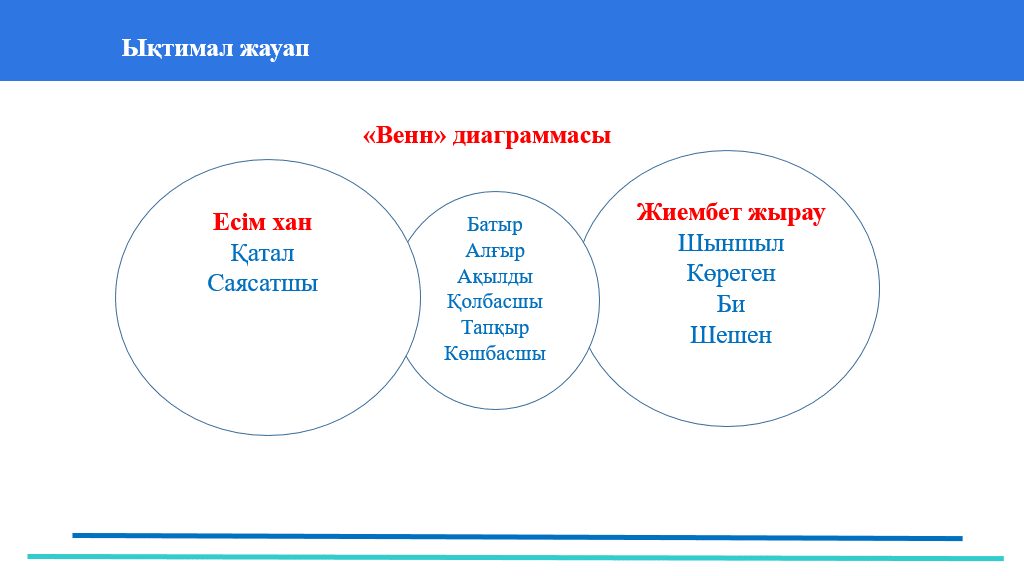 Ықтимал жауап
«Венн» диаграммасы
Есім хан
Қатал
Саясатшы
Батыр
Алғыр
Ақылды
Қолбасшы
Тапқыр
Көшбасшы
Жиембет жырау
Шыншыл
Көреген
Би
Шешен